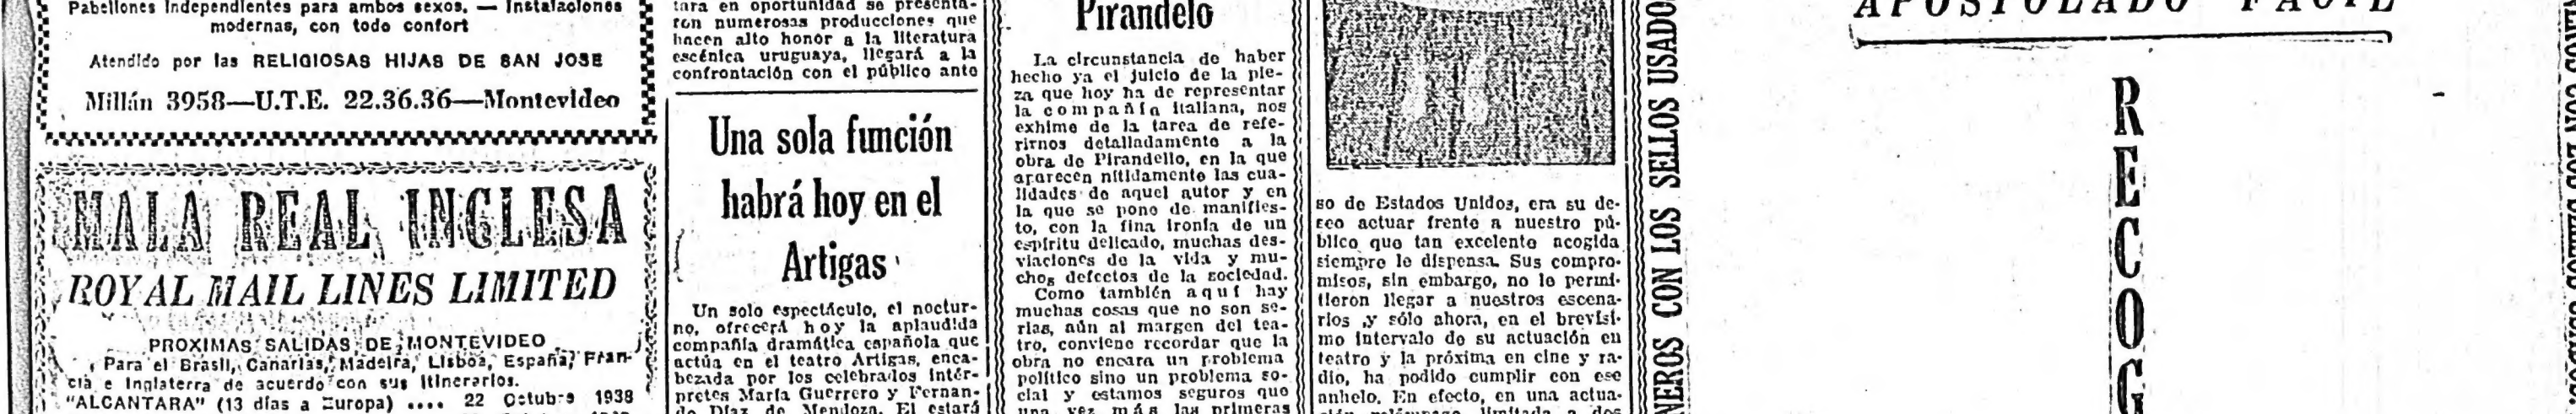 Pabellones Independientes para ambos sexos. — Instalaciones
modernas, con todo confort
Atendido por las RELIGIOSAS HIJAS DE SAN JOSE
Millán 3958—U.T.E. 22.36.36—Montevideo
MALA REAL INGLESA
ROYAL MAIL LINES LIMITED
PROXIMAS SALIDAS DE MONTEVIDEO
Para el Brasil, Canarias, Madeira, Lisboa, España, Fran-
cia e Inglaterra de acuerdo con sus itinerarios.
"ALCANTARA" (13 días a Europa) .... 22 Octubre 1938
tara en oportunidad se presenta-
ron numerosas producciones que
hacen alto honor a la literatura
escénica uruguaya, llegará a la
confrontación con el público ante
Una sola función
habrá hoy en el
Artigas
Un solo espectáculo, el noctur-
no, ofrecerá hoy la aplaudida
compañía dramática española que
actúa en el teatro Artigas, enca-
bezada por los celebrados intér-
pretes María Guerrero y Fernan-
do Díaz de Mendoza. El estará
Pirandelo
La circunstancia de haber
hecho ya el juicio de la pie-
za que hoy ha de representar
la compañía italiana, nos
exhime de la tarea de refe-
rirnos detalladamente a la
obra de Pirandello, en la que
aparecen nítidamente las cua-
lidades de aquel autor y en
la que se pone de manifies-
to, con la fina ironía de un
espíritu delicado, muchas des-
viaciones de la vida y mu-
chos defectos de la sociedad.
Como también aquí hay
muchas cosas que no son se-
rias, aún al margen del tea-
tro, conviene recordar que la
obra no encara un problema
político sino un problema so-
cial y estamos seguros que
una vez más las primeras
so de Estados Unidos, era su de-
seo actuar frente a nuestro pú-
blico que tan excelente acogida
siempre le dispensa. Sus compro-
misos, sin embargo, no le permi-
tieron llegar a nuestros escena-
rios ,y sólo ahora, en el brevísi-
mo intervalo de su actuación en
teatro y la próxima en cine y ra-
dio, ha podido cumplir con ese
anhelo. En efecto, en una actua-
ción relámpago, limitada a dos
NEROS CON LOS SELLOS USADO
APOSTOLADO FACIL
RECOG